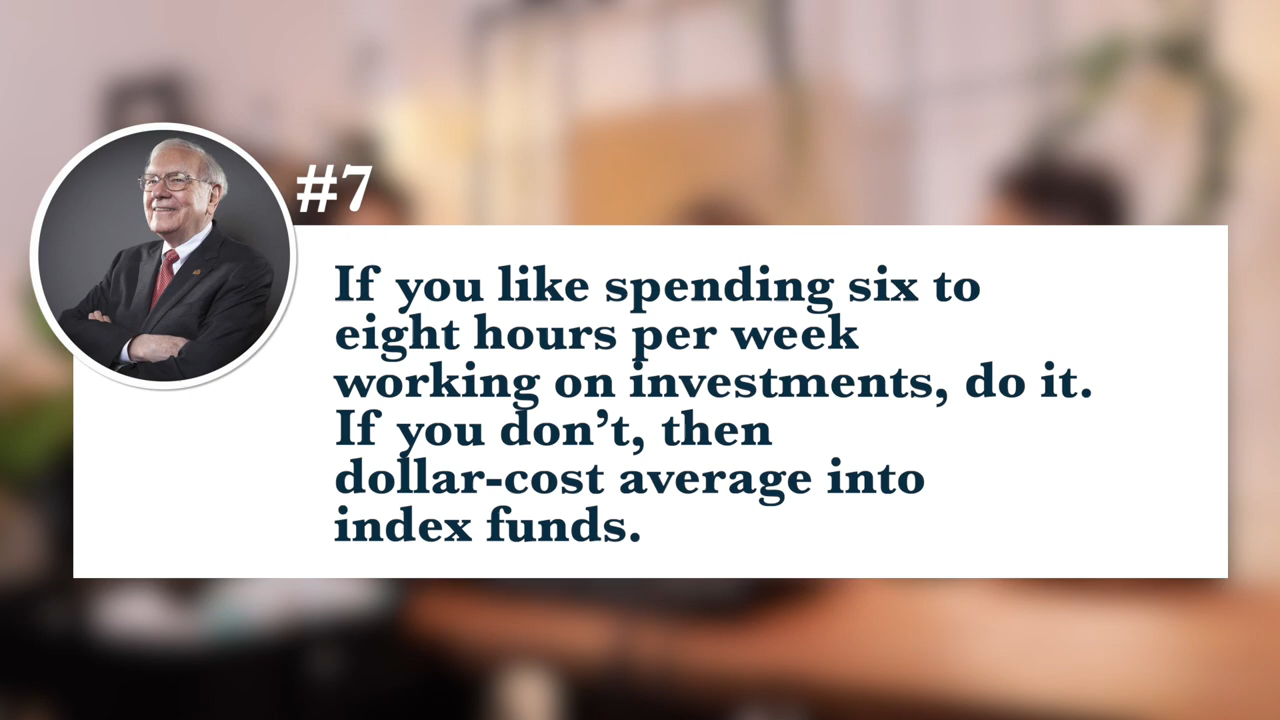 #7
If you like spending six to
eight hours per week
working on investments, do it.
If you don’t, then
dollar-cost average into
index funds.